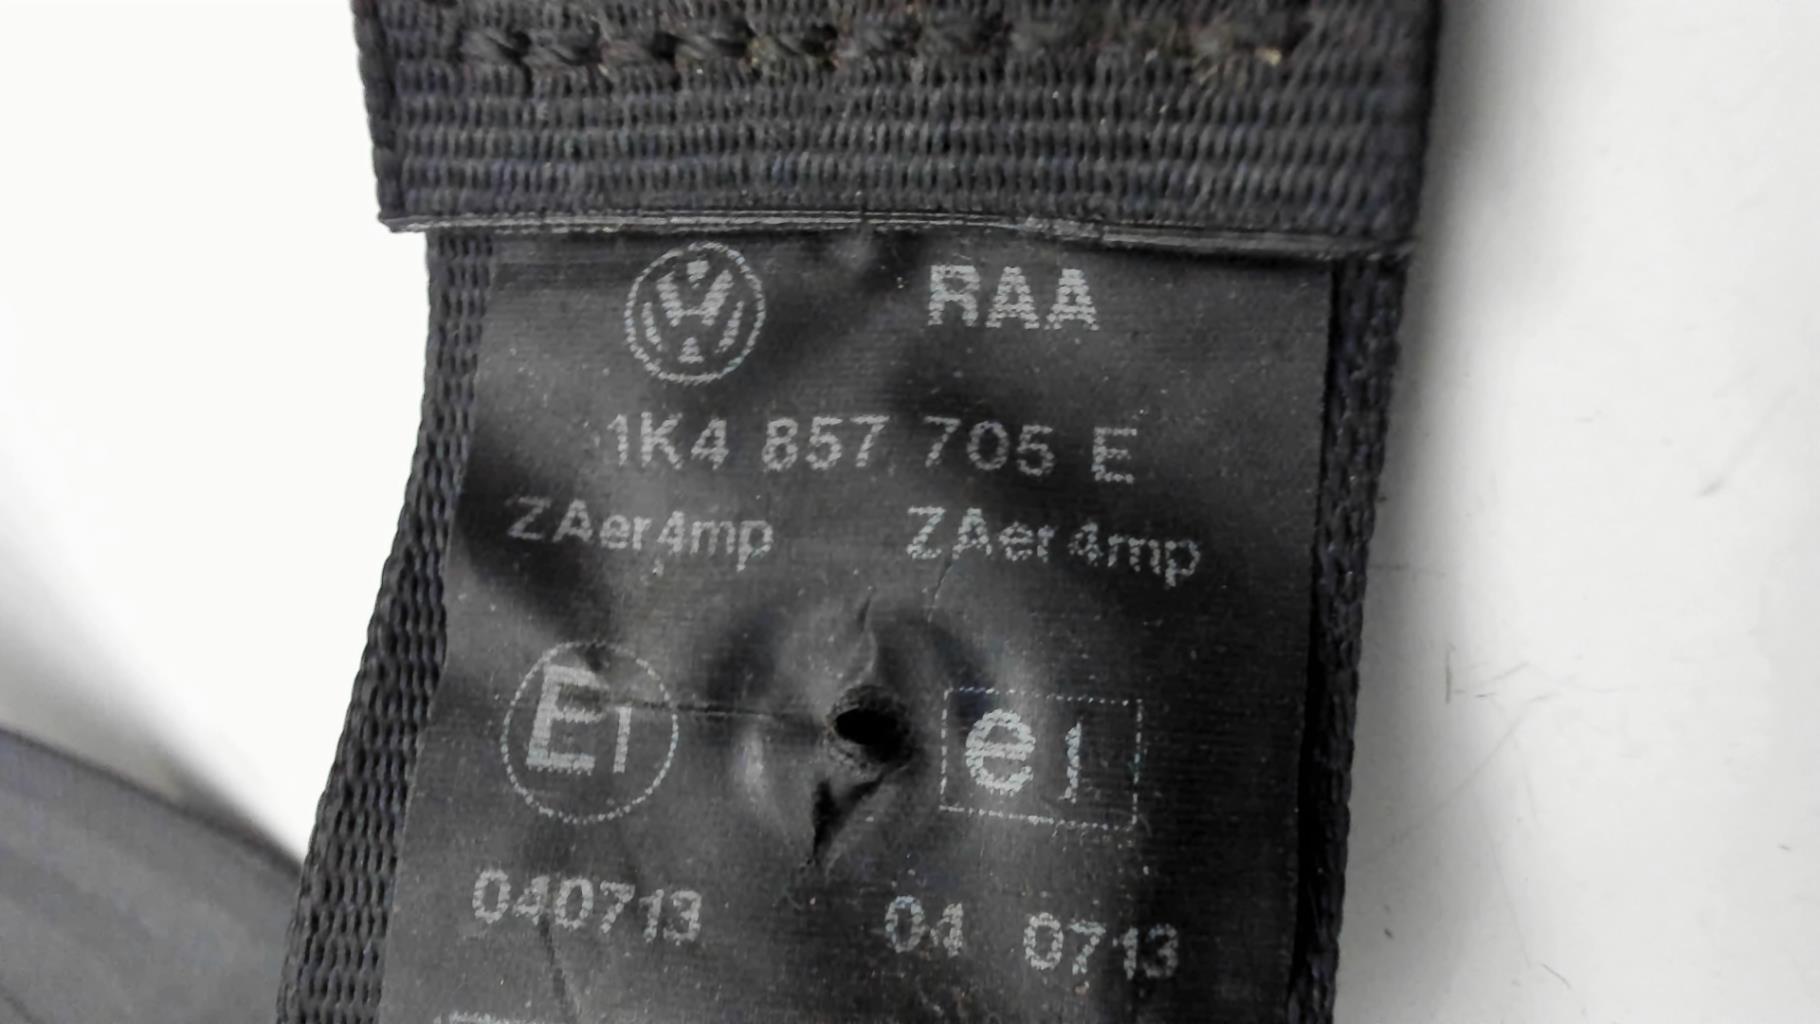 RAA
1K4 857 705 E
ZAer4mp ZAer4mp
E1 e1
040713 04 0713